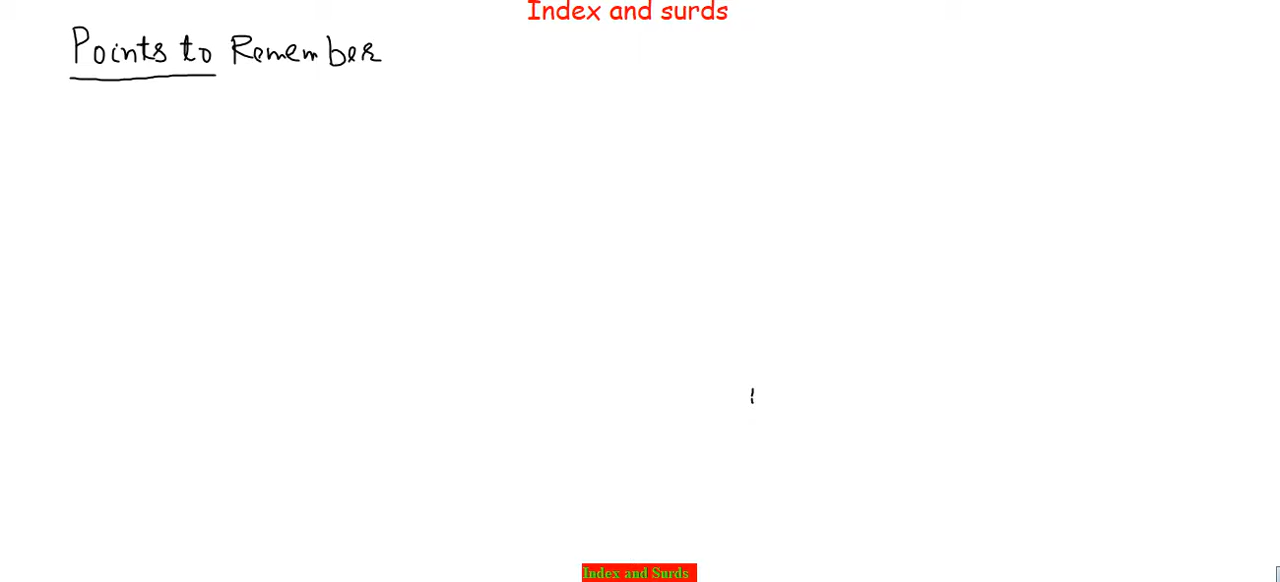 Index and surds
Points to Remember
Index and Surds